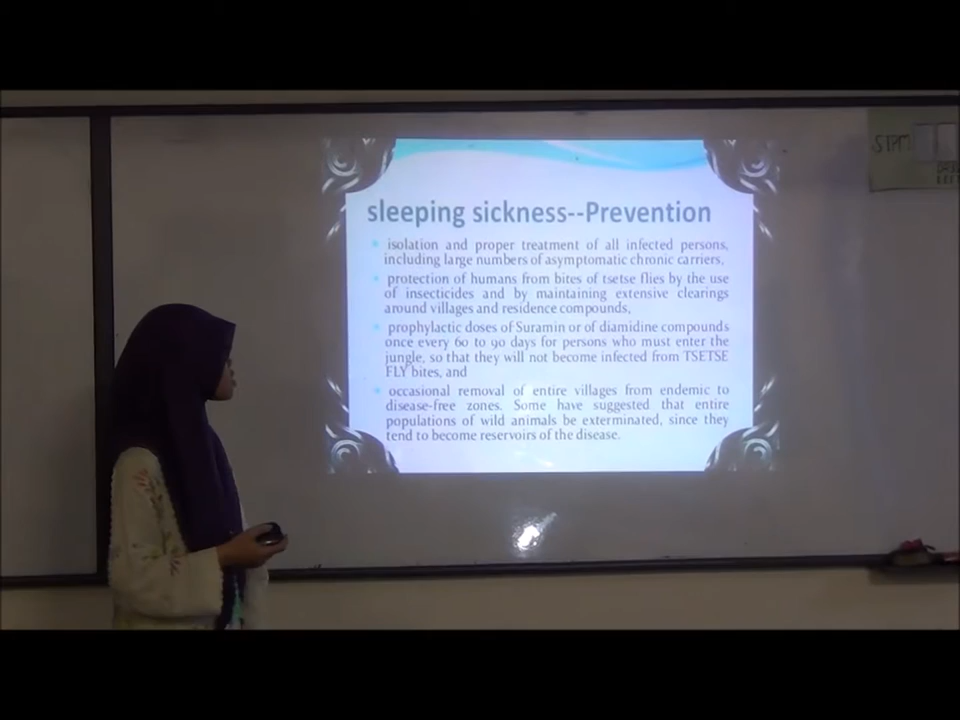 sleeping sickness--Prevention
isolation and proper treatment of all infected persons,
including large numbers of asymptomatic chronic carriers,
protection of humans from bites of tsetse flies by the use
of insecticides and by maintaining extensive clearings
around villages and residence compounds,
prophylactic doses of Suramin or of diamidine compounds
once every 60 to 90 days for persons who must enter the
jungle, so that they will not become infected from TSETSE
FLY bites, and
occasional removal of entire villages from endemic to
disease-free zones. Some have suggested that entire
populations of wild animals be exterminated, since they
tend to become reservoirs of the disease.
STPM